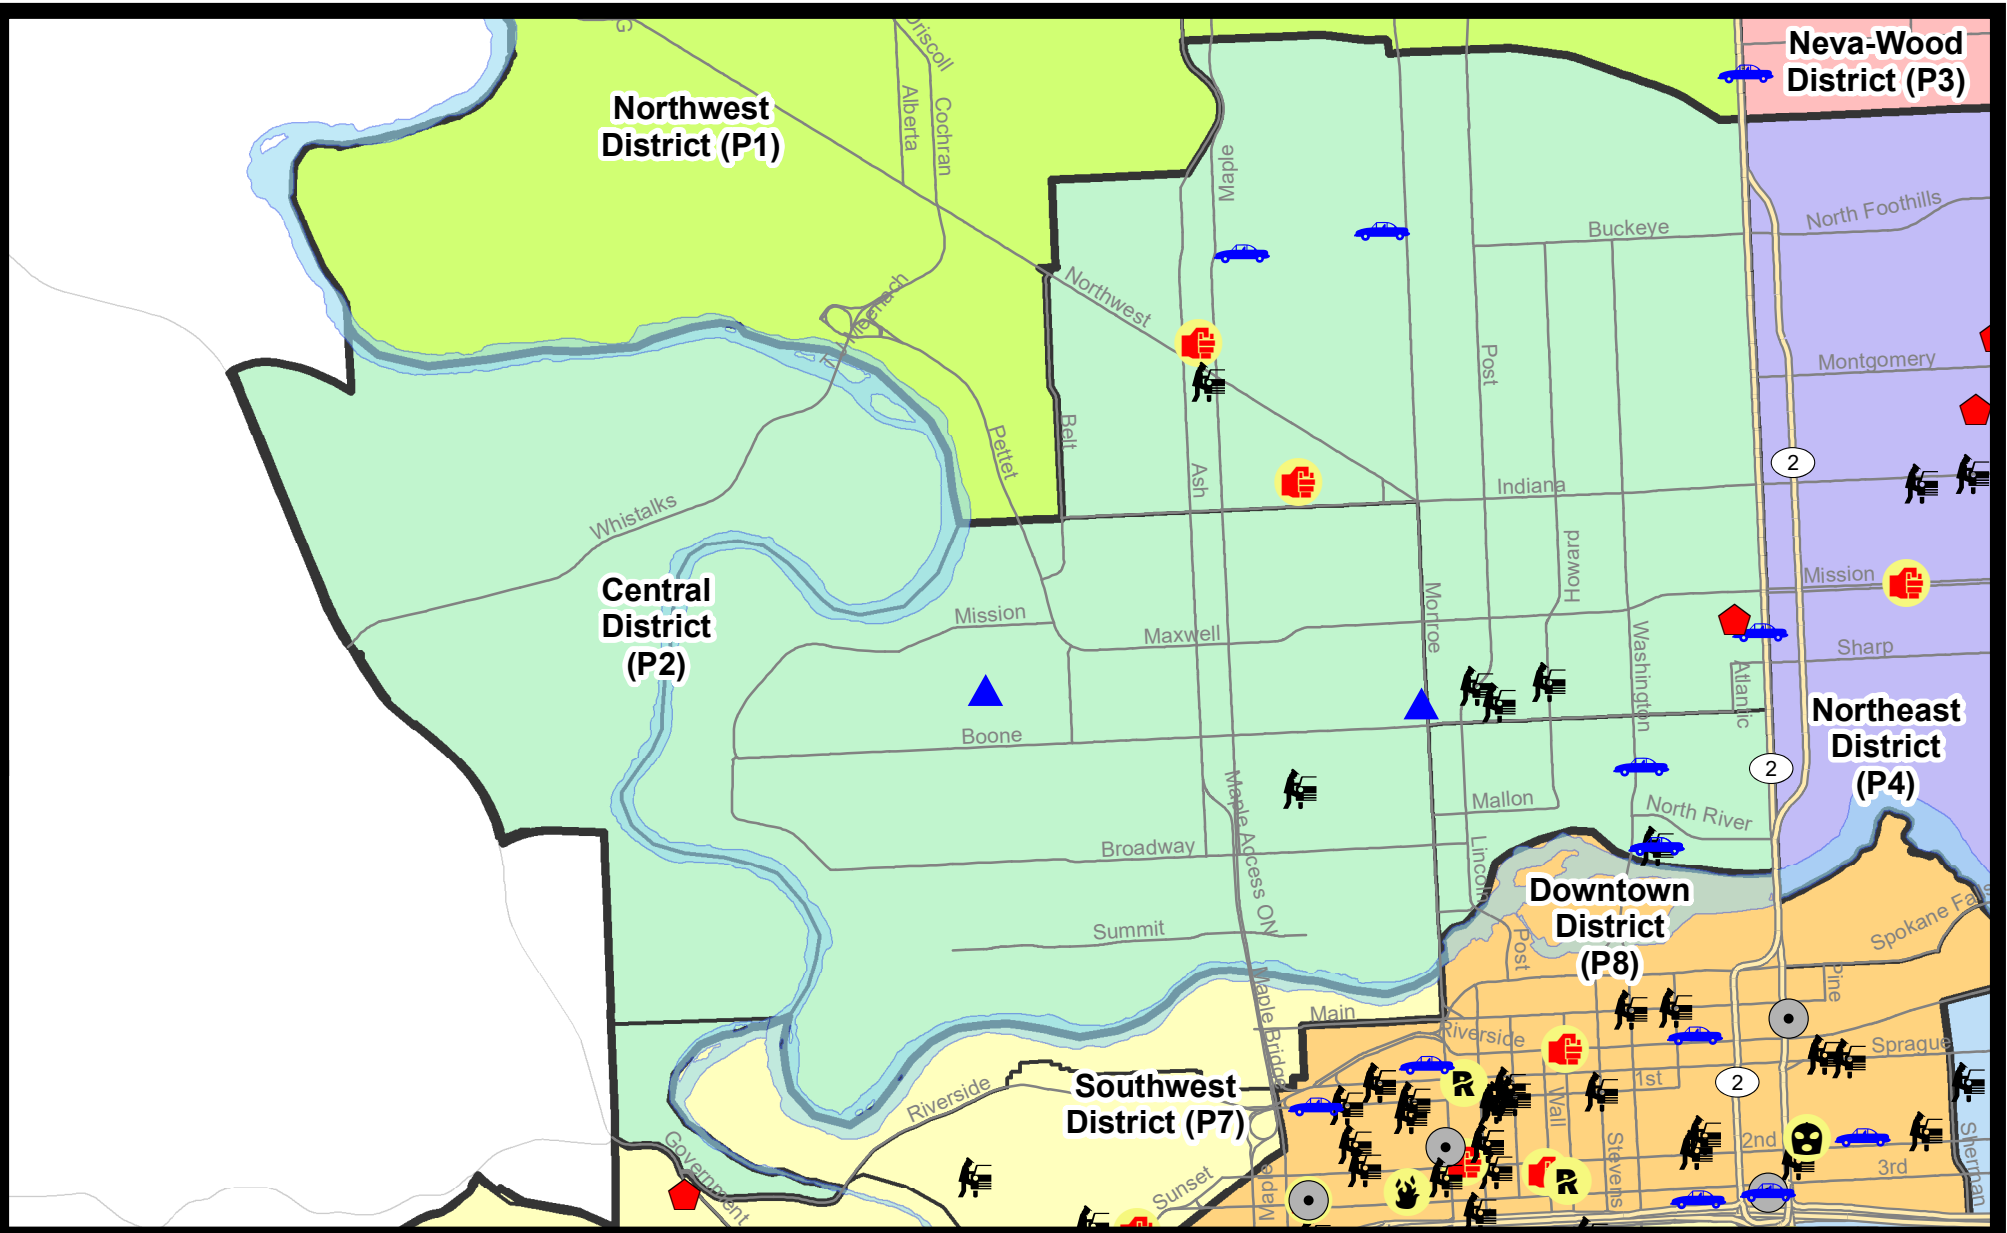 G
Driscoll
Neva-Wood
District (P3)
Northwest
District (P1)
Alberta
Cochran
Maple
North Foothills
Buckeye
Northwest
T J Meenach
Post
Montgomery
Belt
Pettet
Ash
2
Indiana
Whistalks
Howard
Mission
Central
District
(P2)
Mission
Maxwell
Monroe
Washington
Sharp
Atlantic
Northeast
District
(P4)
Boone
2
Maple Access ON
Mallon
North River
Broadway
Lincoln
Downtown
District
(P8)
Spokane Fa
Summit
Post
Pine
Maple Bridge
Main
Riverside
Sprague
1st
2
Southwest
District (P7)
Riverside
R
Wall
Stevens
2nd
3rd
Sherman
Government
Sunset
Maple
R